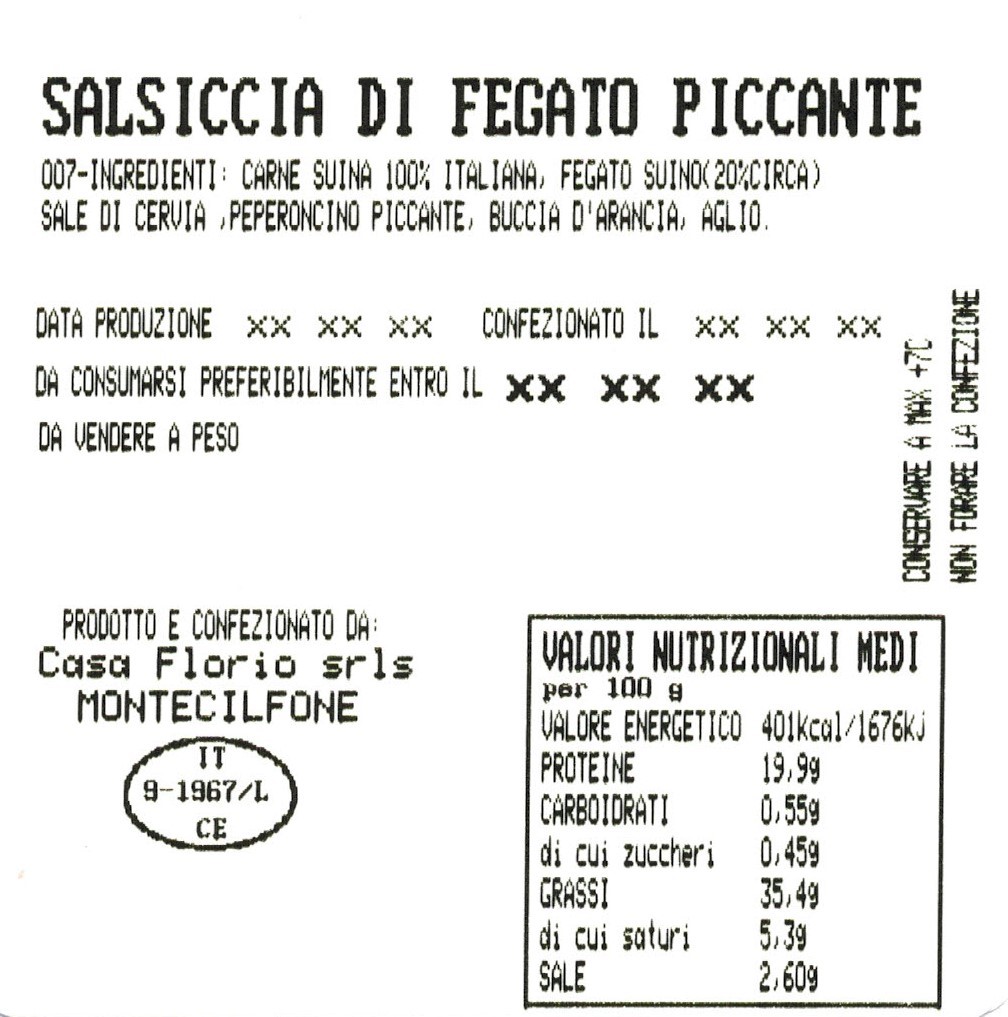 SALSICCIA DI FEGATO PICCANTE
007-INGREDIENTI: CARNE SUINA 100% ITALIANA, FEGATO SUINO(20%CIRCA)
SALE DI CERVIA ,PEPERONCINO PICCANTE, BUCCIA D'ARANCIA, AGLIO.
DATA PRODUZIONE xx xx xx CONFEZIONATO IL xx xx xx
DA CONSUMARSI PREFERIBILMENTE ENTRO IL xx xx xx
DA VENDERE A PESO
CONSERVARE A MAX +7C
NON FORARE LA CONFEZIONE
PRODOTTO E CONFEZIONATO DA:
Casa Florio srls
MONTECILFONE
IT
9-1967/L
CE
VALORI NUTRIZIONALI MEDI
per 100 g
VALORE ENERGETICO 401kcal/1676kJ
PROTEINE 19,9g
CARBOIDRATI 0,55g
di cui zuccheri 0,45g
GRASSI 35,4g
di cui saturi 5,3g
SALE 2,60g